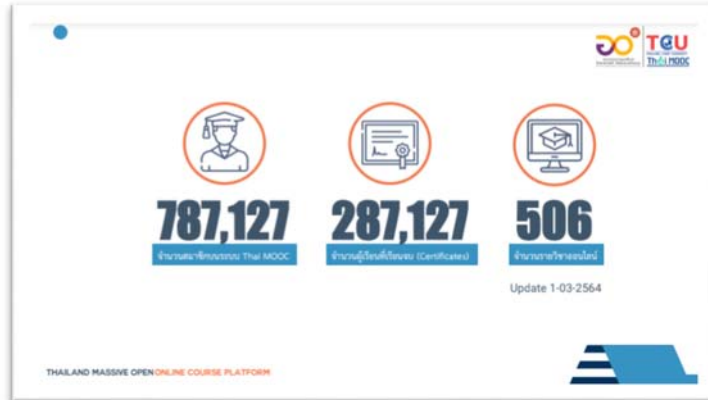 TCU
Thai MOOC
787,127
287,127
506
จำนวนสมาชิกบนระบบ Thai MOOC
จำนวนผู้เรียนที่เรียนจบ (Certificates)
จำนวนรายวิชาออนไลน์
Update 1-03-2564
THAILAND MASSIVE OPEN ONLINE COURSE PLATFORM